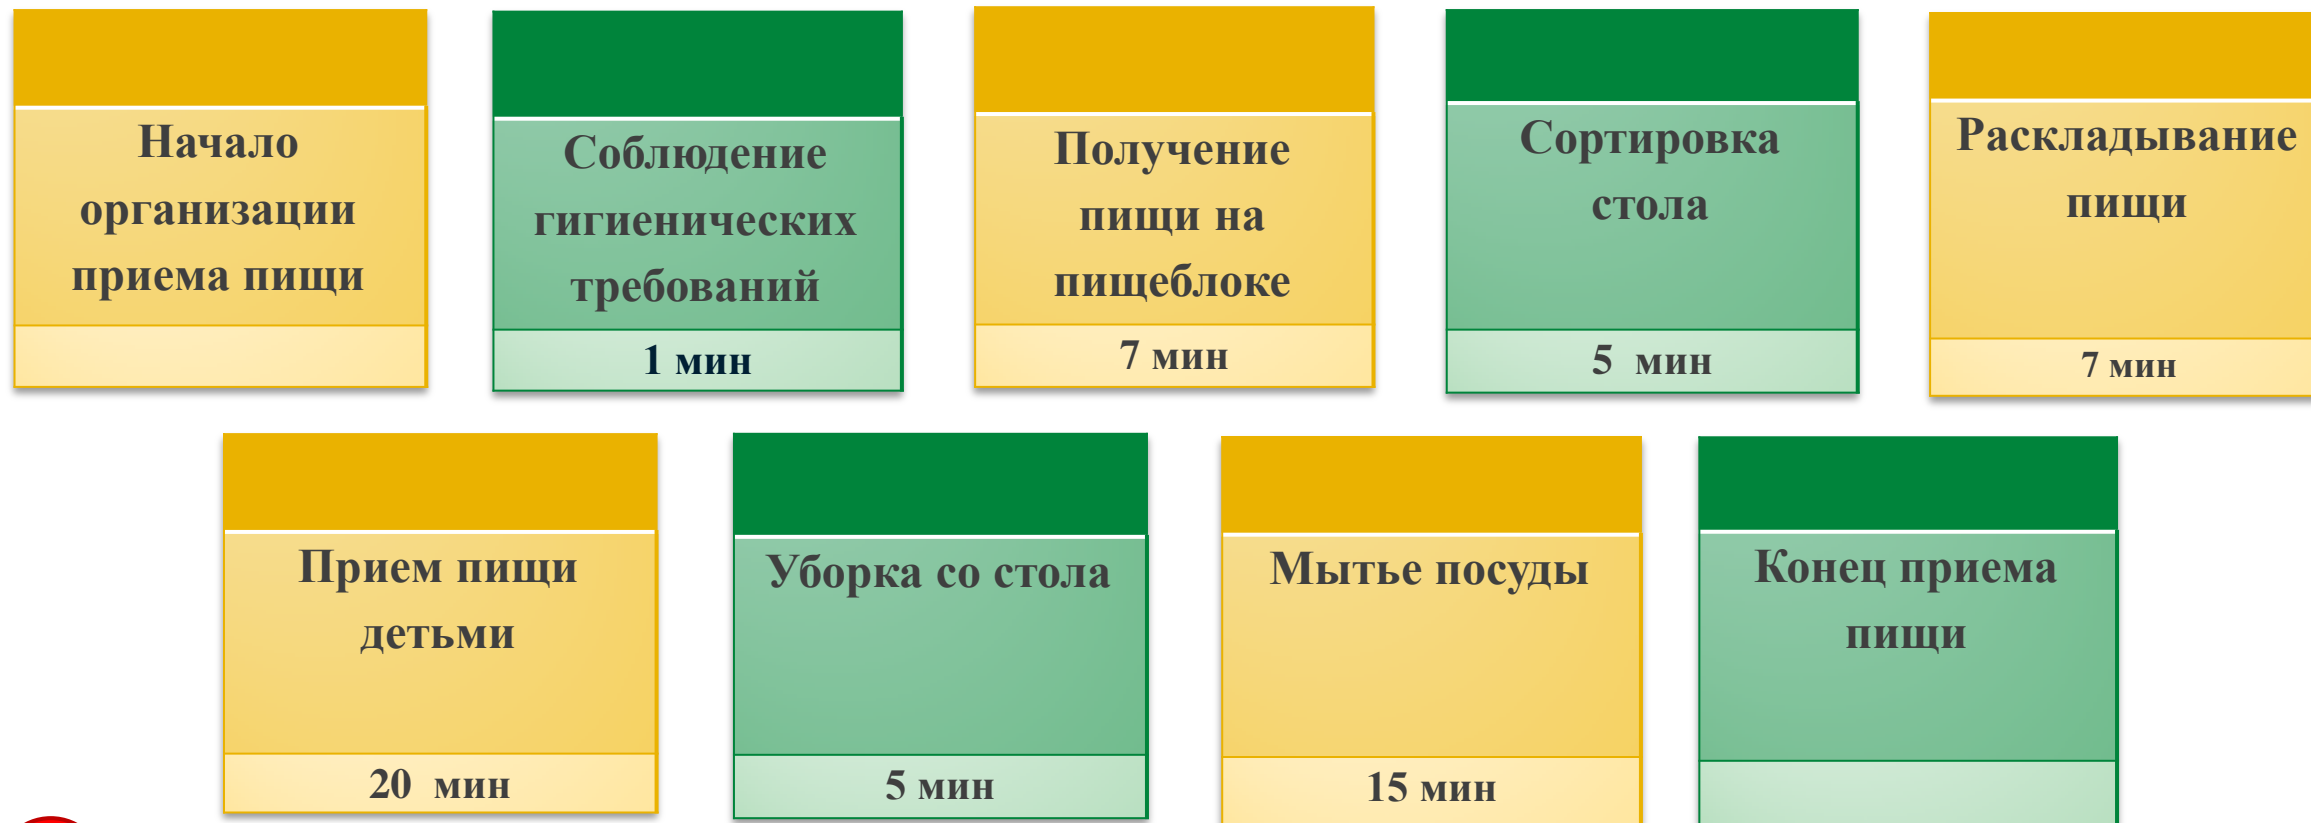 Начало
организации
приема пищи
Соблюдение
гигиенических
требований
1 мин
Получение
пищи на
пищеблоке
7 мин
Сортировка
стола
5 мин
Раскладывание
пищи
7 мин
Прием пищи
детьми
20 мин
Уборка со стола
5 мин
Мытье посуды
15 мин
Конец приема
пищи